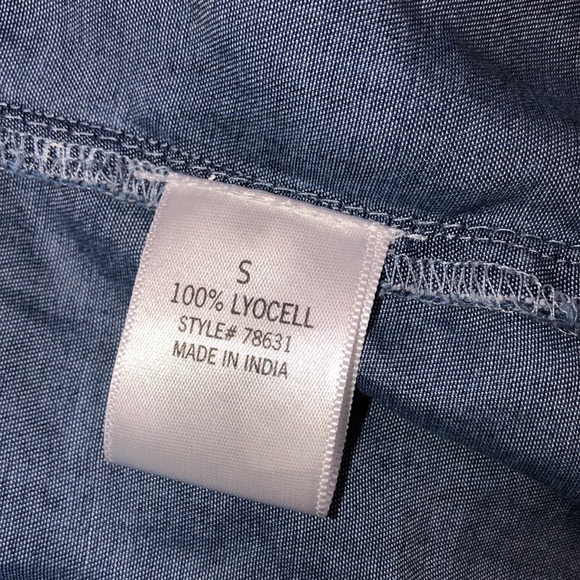 S
100% LYOCELL
STYLE# 78631
MADE IN INDIA